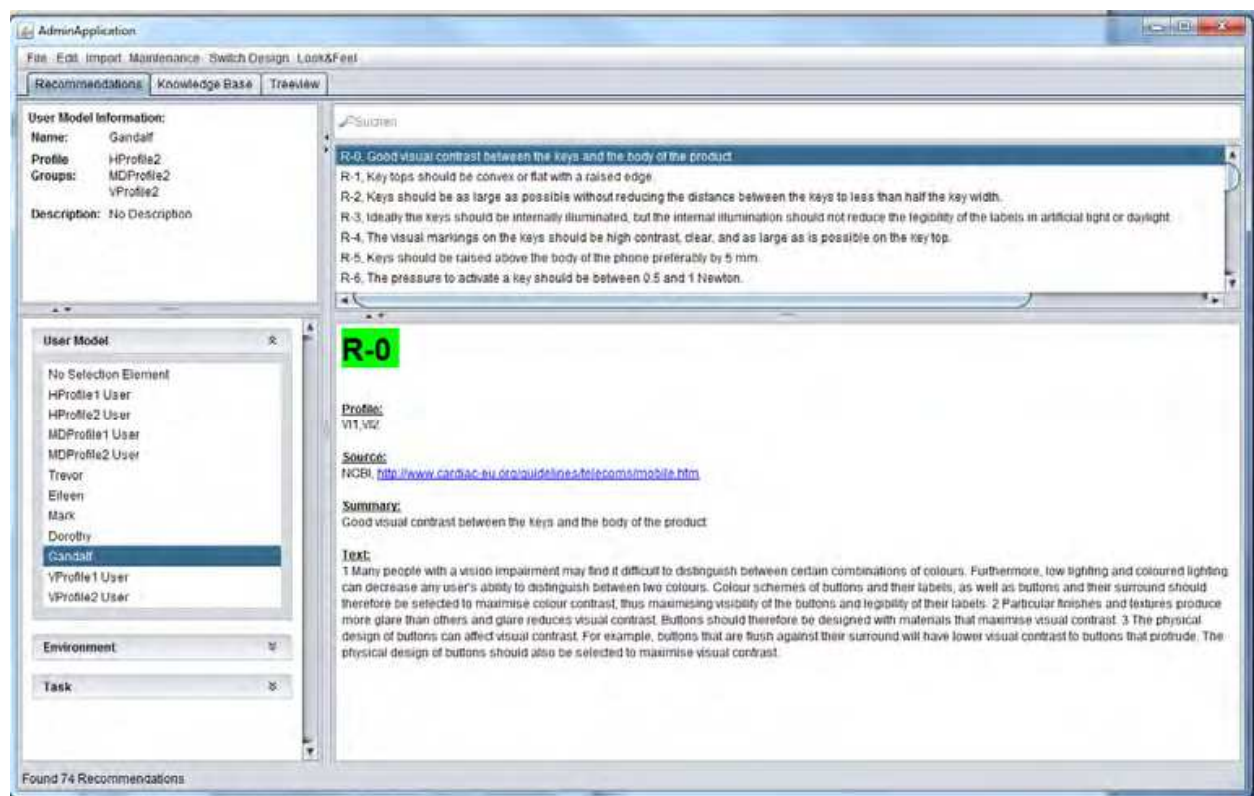 AdminApplication
File Edit Import Maintenance Switch Design Look&Feel
Recommendations Knowledge Base Treeview
User Model Information:
Name: Gandalf
Profile Groups: HProfile2
MDProfile2
VProfile2
Description: No Description
Suchen
R-0, Good visual contrast between the keys and the body of the product
R-1, Key tops should be convex or flat with a raised edge.
R-2, Keys should be as large as possible without reducing the distance between the keys to less than half the key width.
R-3, Ideally the keys should be internally illuminated, but the internal illumination should not reduce the legibility of the labels in artificial light or daylight.
R-4, The visual markings on the keys should be high contrast, clear, and as large as is possible on the key top.
R-5, Keys should be raised above the body of the phone preferably by 5 mm.
R-6, The pressure to activate a key should be between 0.5 and 1 Newton.
User Model
No Selection Element
HProfile1 User
HProfile2 User
MDProfile1 User
MDProfile2 User
Trevor
Eileen
Mark
Dorothy
Gandalf
VProfile1 User
VProfile2 User
Environment
Task
R-0
Profile:
VI1,VI2
Source:
NCBI, http://www.cardiac-eu.org/guidelines/telecoms/mobile.htm
Summary:
Good visual contrast between the keys and the body of the product
Text:
1 Many people with a vision impairment may find it difficult to distinguish between certain combinations of colours. Furthermore, low lighting and coloured lighting
can decrease any user's ability to distinguish between two colours. Colour schemes of buttons and their labels, as well as buttons and their surround should
therefore be selected to maximise colour contrast, thus maximising visibility of the buttons and legibility of their labels. 2 Particular finishes and textures produce
more glare than others and glare reduces visual contrast. Buttons should therefore be designed with materials that maximise visual contrast. 3 The physical
design of buttons can affect visual contrast. For example, buttons that are flush against their surround will have lower visual contrast to buttons that protrude. The
physical design of buttons should also be selected to maximise visual contrast.
Found 74 Recommendations